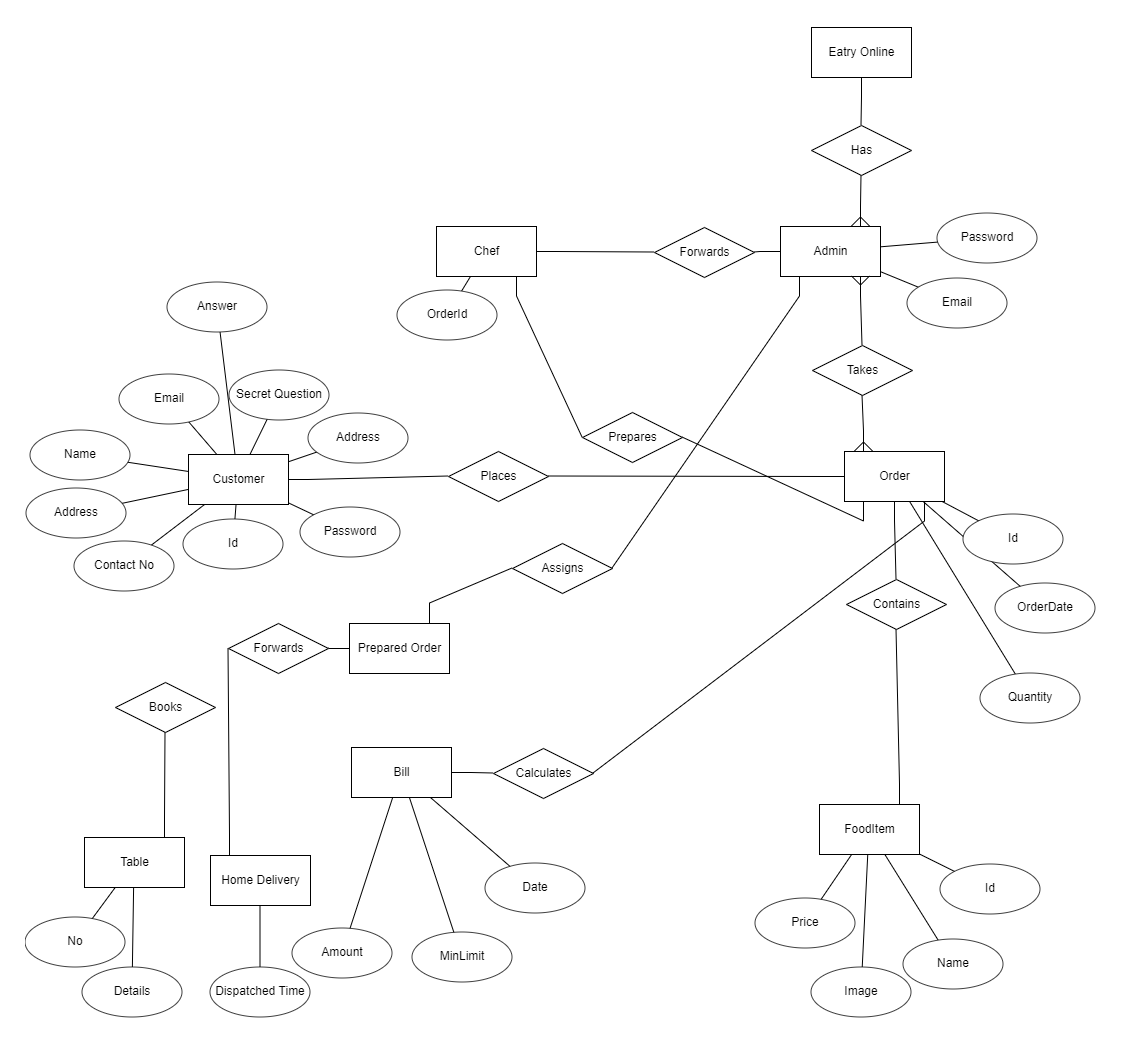 Eatry Online
Has
Chef
Forwards
Admin
Password
Email
OrderId
Answer
Takes
Email
Secret Question
Address
Prepares
Name
Customer
Places
Order
Address
Password
Id
Contact No
Id
Assigns
OrderDate
Contains
Forwards
Prepared Order
Quantity
Books
Bill
Calculates
FoodItem
Table
Home Delivery
Date
Id
Price
No
Amount
MinLimit
Name
Details
Dispatched Time
Image